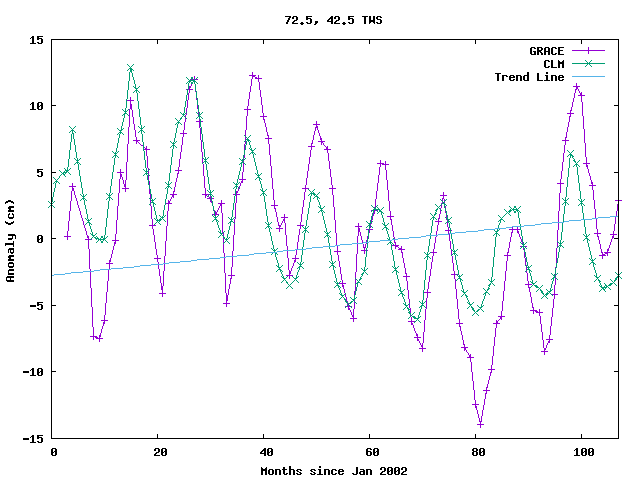 72.5, 42.5 TWS
GRACE
CLM
Trend Line
Anomaly (cm)
15
10
5
0
-5
-10
-15
0 20 40 60 80 100
Months since Jan 2002